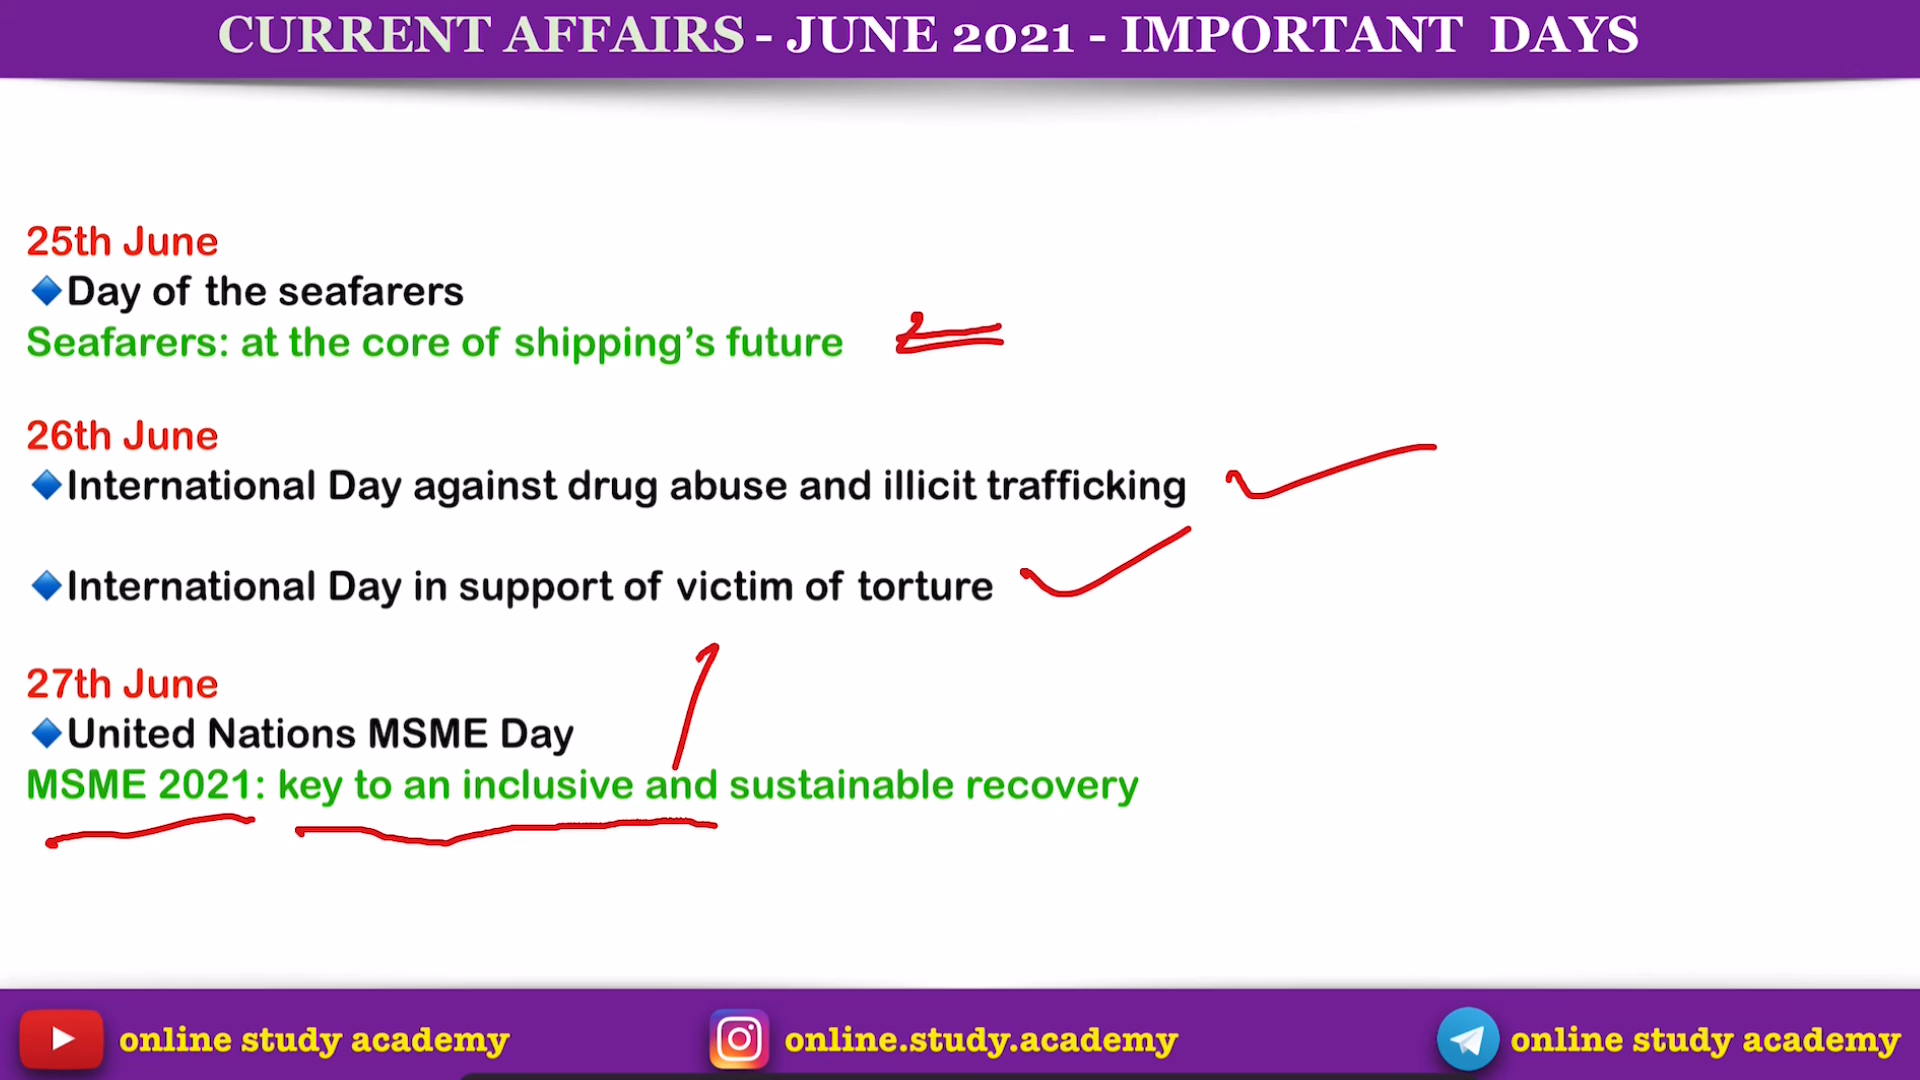 CURRENT AFFAIRS - JUNE 2021 - IMPORTANT DAYS
25th June
Day of the seafarers
Seafarers: at the core of shipping’s future
26th June
International Day against drug abuse and illicit trafficking
International Day in support of victim of torture
27th June
United Nations MSME Day
MSME 2021: key to an inclusive and sustainable recovery
online study academy
online.study.academy
online study academy